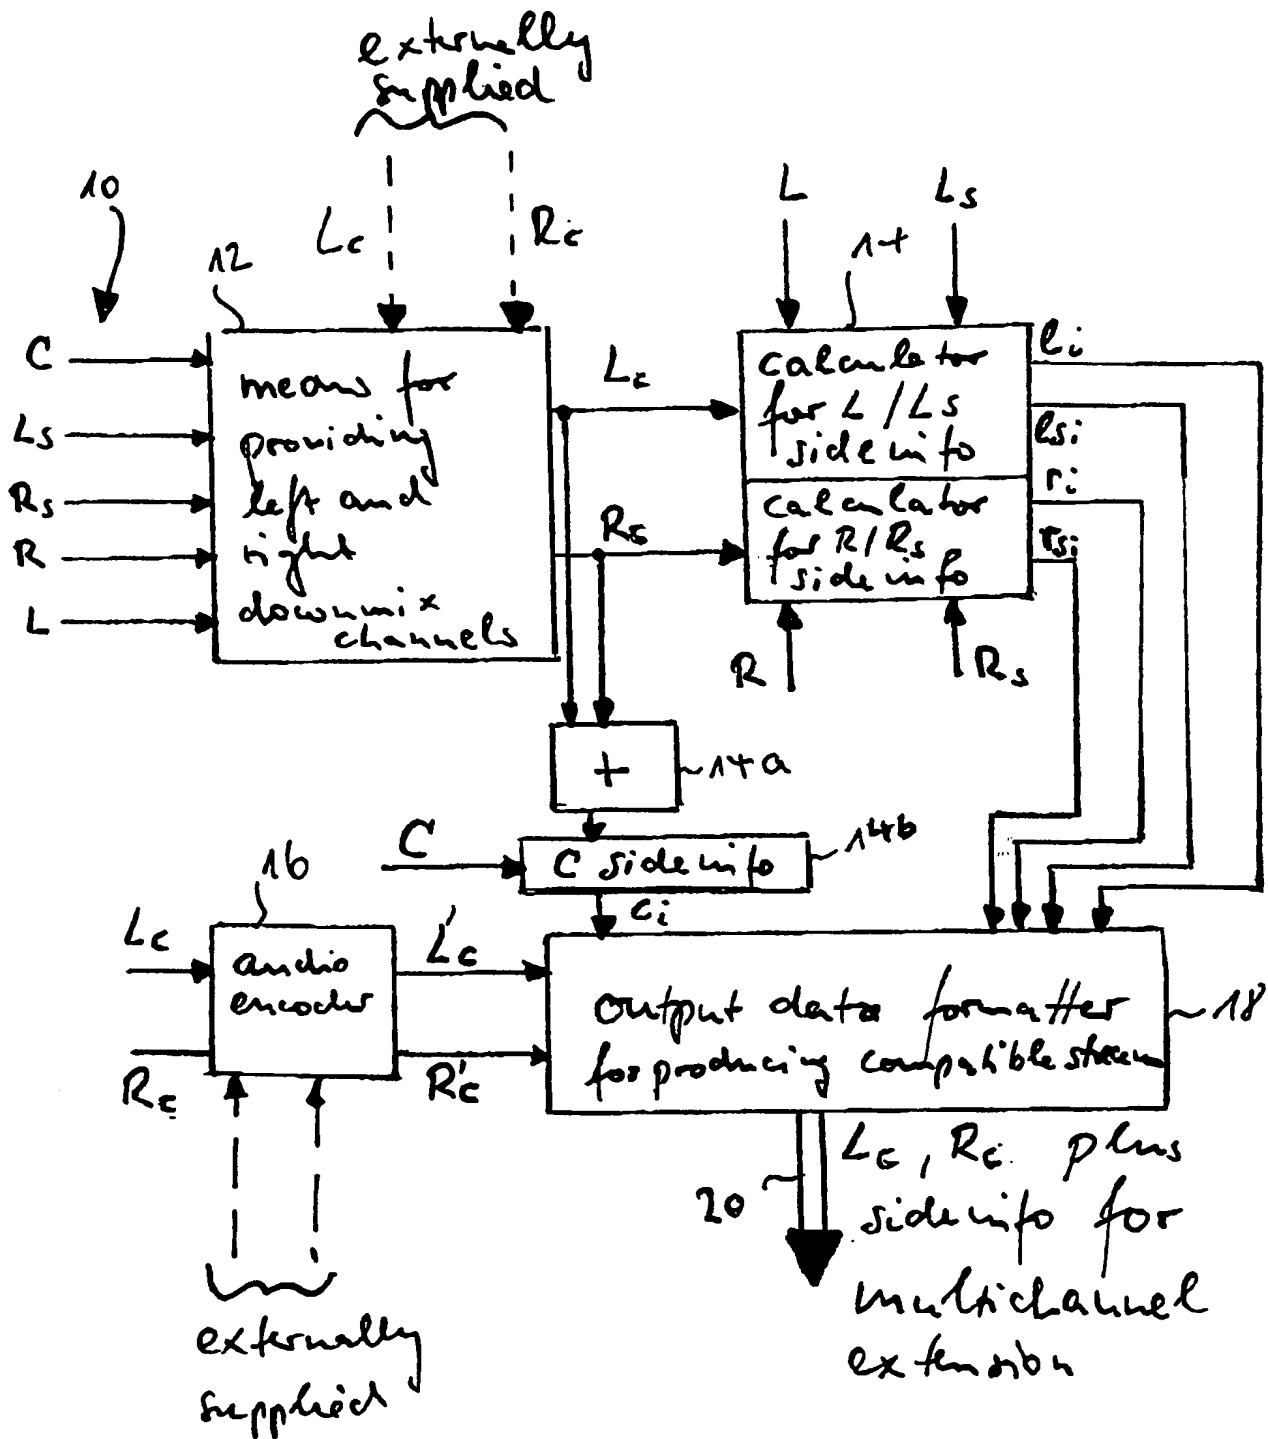 externally
supplied
10
12
Lc
Rc
L
Ls
14
C
Ls
Rs
R
L
means for
providing
left and
right
downmix
channels
Lc
Rc
calculator
for L/Ls
side info
calculator
for R/Rs
side info
li
lsi
ri
rsi
R
Rs
+
14a
C
C side info
14b
ci
16
Lc
Rc
audio
encoder
L'c
R'c
output data formatter
for producing compatible stream
18
20
Lc, Rc plus
side info for
multichannel
extension
externally
supplied